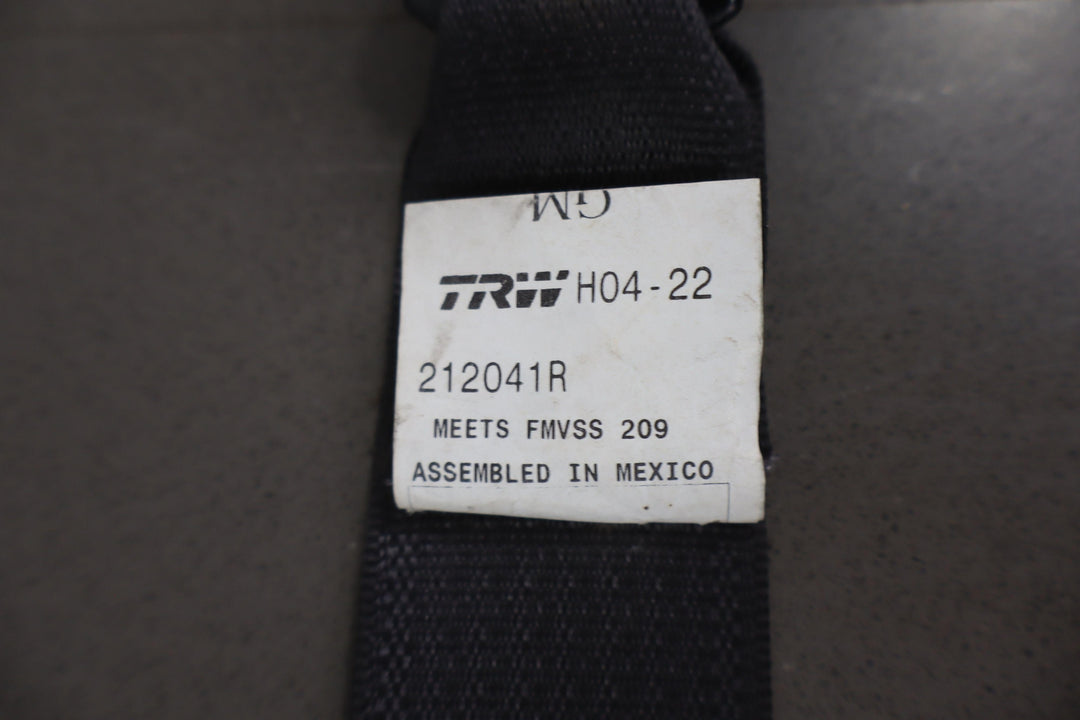 GM
TRW H04-22
212041R
MEETS FMVSS 209
ASSEMBLED IN MEXICO